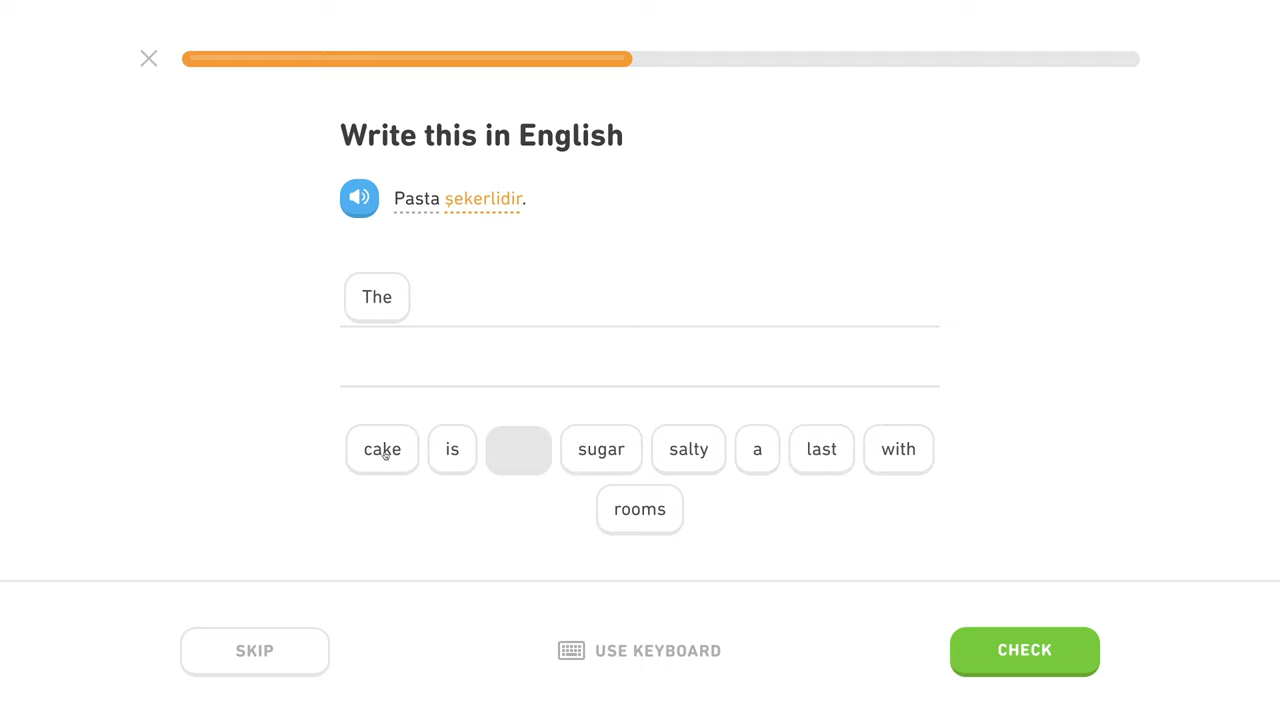 Write this in English
Pasta şekerlidir.
The
cake is sugar salty a last with
rooms
SKIP USE KEYBOARD CHECK